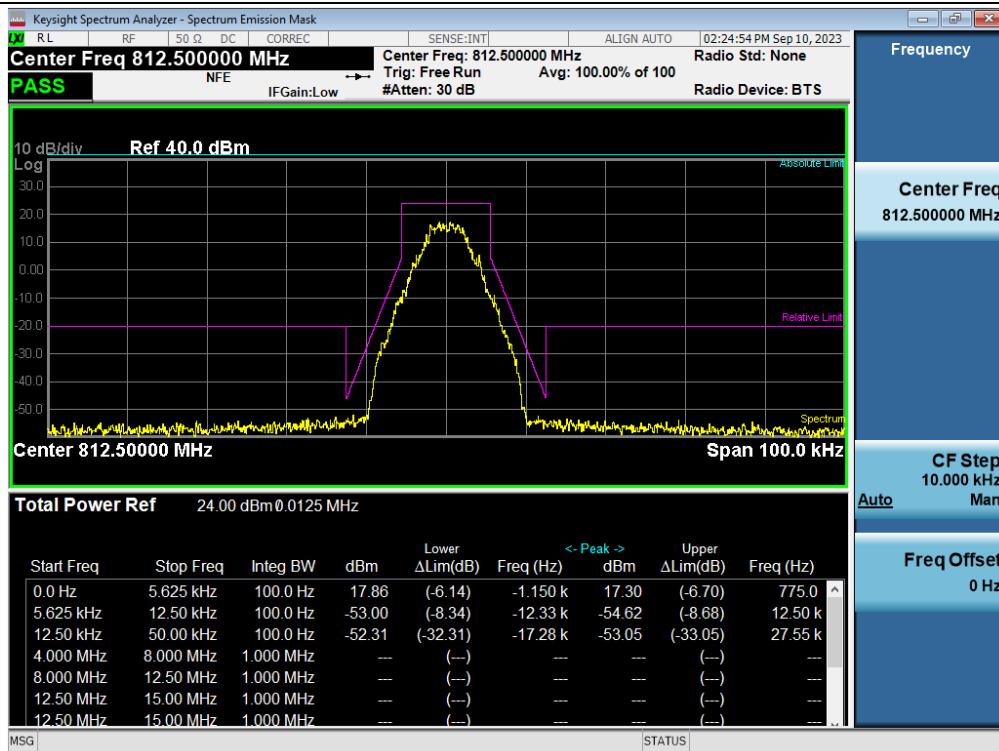 Keysight Spectrum Analyzer - Spectrum Emission Mask
LXI RL RF 50 Ω DC CORREC SENSE:INT ALIGN AUTO 02:24:54 PM Sep 10, 2023
Center Freq 812.500000 MHz Center Freq: 812.500000 MHz Radio Std: None
NFE Trig: Free Run Avg: 100.00% of 100
PASS IFGain:Low #Atten: 30 dB Radio Device: BTS
10 dB/div Ref 40.0 dBm
Log Absolute Limit
30.0
20.0
10.0
0.00
-10.0
-20.0 Relative Limit
-30.0
-40.0
-50.0
Spectrum
Center 812.50000 MHz Span 100.0 kHz
Total Power Ref 24.00 dBm/0.0125 MHz
Lower <- Peak -> Upper
Start Freq Stop Freq Integ BW dBm ΔLim(dB) Freq (Hz) dBm ΔLim(dB) Freq (Hz)
0.0 Hz 5.625 kHz 100.0 Hz 17.86 (-6.14) -1.150 k 17.30 (-6.70) 775.0
5.625 kHz 12.50 kHz 100.0 Hz -53.00 (-8.34) -12.33 k -54.62 (-8.68) 12.50 k
12.50 kHz 50.00 kHz 100.0 Hz -52.31 (-32.31) -17.28 k -53.05 (-33.05) 27.55 k
4.000 MHz 8.000 MHz 1.000 MHz --- (---) --- --- (---) ---
8.000 MHz 12.50 MHz 1.000 MHz --- (---) --- --- (---) ---
12.50 MHz 15.00 MHz 1.000 MHz --- (---) --- --- (---) ---
12.50 MHz 15.00 MHz 1.000 MHz --- (---) --- --- (---) ---
MSG STATUS
Frequency
Center Freq
812.500000 MHz
CF Step
10.000 kHz
Auto Man
Freq Offset
0 Hz